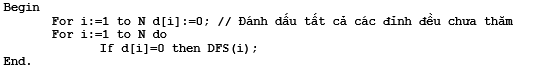 Begin
For i:=1 to N d[i]:=0; // Đánh dấu tất cả các đỉnh đều chưa thăm
For i:=1 to N do
If d[i]=0 then DFS(i);
End.